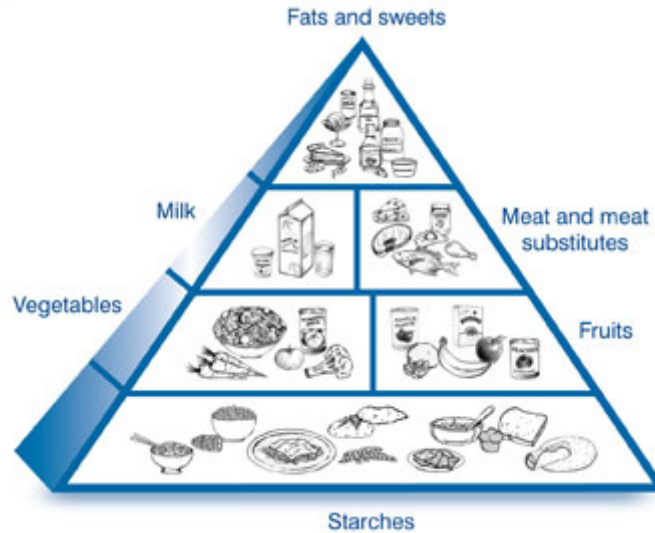 Fats and sweets
Milk
Meat and meat
substitutes
Vegetables
Fruits
Starches